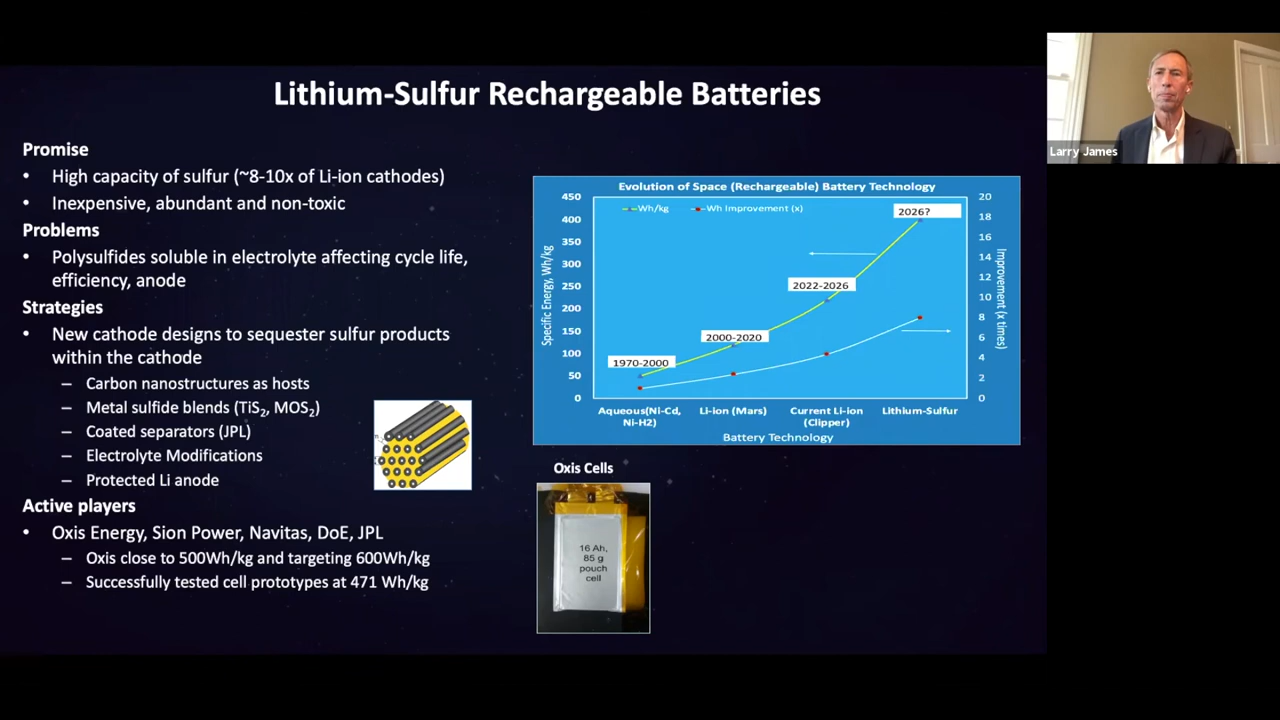 Lithium-Sulfur Rechargeable Batteries
Larry James
Promise
• High capacity of sulfur (~8-10x of Li-ion cathodes)
• Inexpensive, abundant and non-toxic
Problems
• Polysulfides soluble in electrolyte affecting cycle life,
efficiency, anode
Strategies
• New cathode designs to sequester sulfur products
within the cathode
– Carbon nanostructures as hosts
– Metal sulfide blends (TiS₂, MOS₂)
– Coated separators (JPL)
– Electrolyte Modifications
– Protected Li anode
Active players
• Oxis Energy, Sion Power, Navitas, DoE, JPL
– Oxis close to 500Wh/kg and targeting 600Wh/kg
– Successfully tested cell prototypes at 471 Wh/kg
Evolution of Space (Rechargeable) Battery Technology
Wh/kg
Wh Improvement (x)
Specific Energy, Wh/kg
450
400
350
300
250
200
150
100
50
0
1970-2000
2000-2020
2022-2026
2026?
20
18
16
14
12
10
8
6
4
2
0
Improvement (x times)
Aqueous(Ni-Cd,
Ni-H2)
Li-ion (Mars)
Current Li-ion
(Clipper)
Lithium-Sulfur
Battery Technology
Oxis Cells
16 Ah,
85 g
pouch
cell